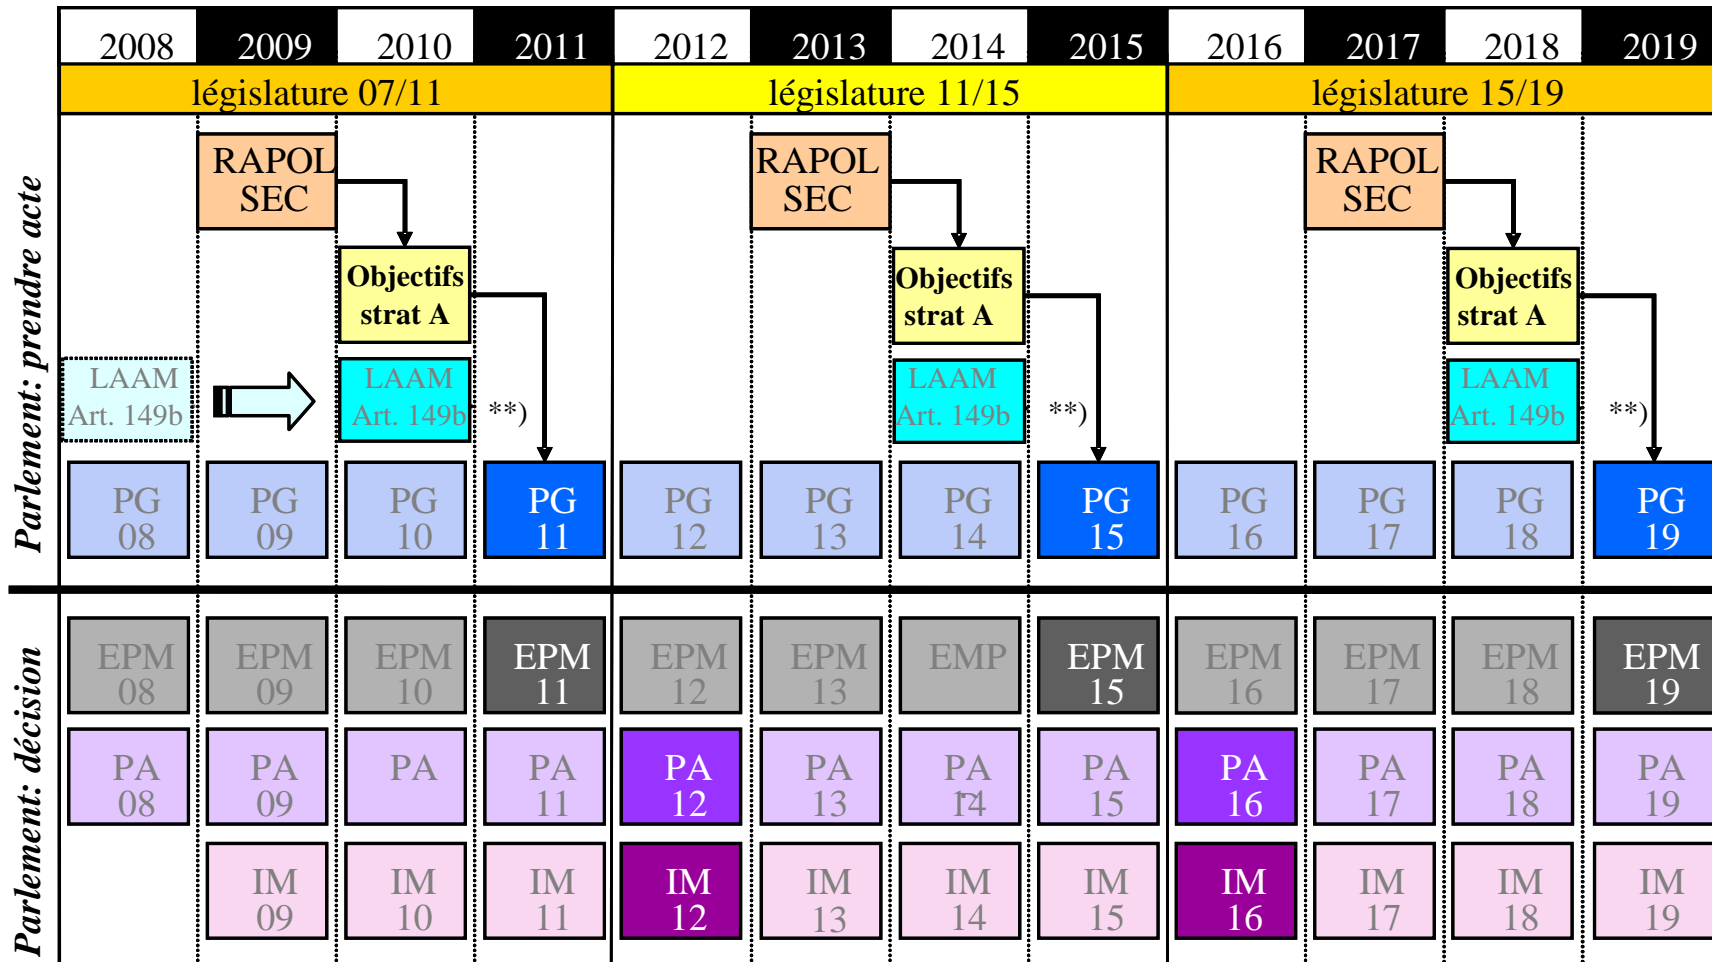 2008 2009 2010 2011 2012 2013 2014 2015 2016 2017 2018 2019
législature 07/11 législature 11/15 législature 15/19
Parlement: prendre acte
RAPOL RAPOL RAPOL
SEC SEC SEC
Objectifs Objectifs Objectifs
strat A strat A strat A
LAAM LAAM LAAM LAAM
Art. 149b Art. 149b **) Art. 149b **) Art. 149b **)
PG PG PG PG PG PG PG PG PG PG PG PG
08 09 10 11 12 13 14 15 16 17 18 19
Parlement: décision
EPM EPM EPM EPM EPM EPM EMP EPM EPM EPM EPM EPM
08 09 10 11 12 13 15 16 17 18 19
PA PA PA PA PA PA PA PA PA PA PA PA
08 09 11 12 13 14 15 16 17 18 19
IM IM IM IM IM IM IM IM IM IM IM
09 10 11 12 13 14 15 16 17 18 19